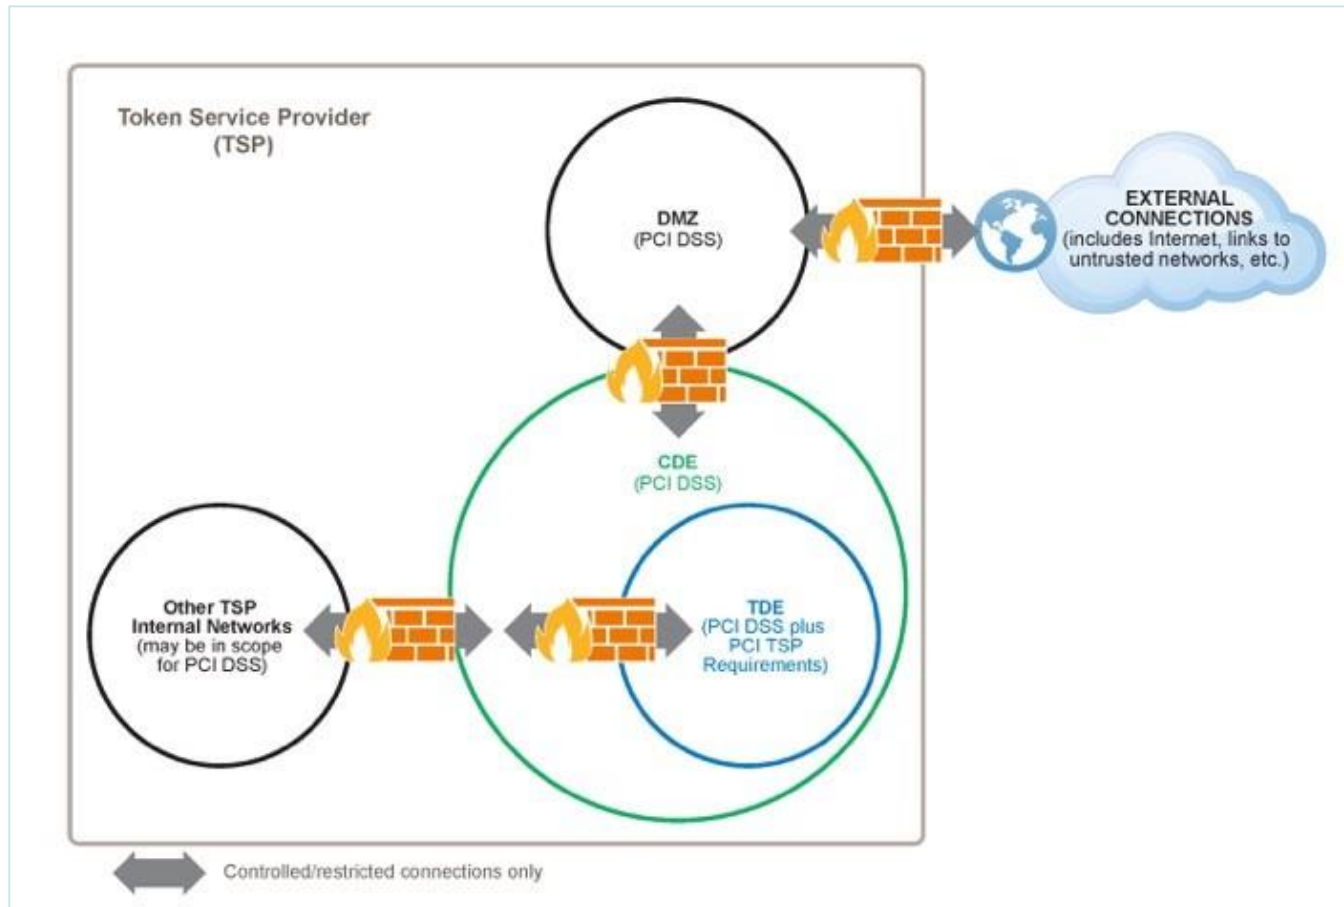 Token Service Provider
(TSP)
DMZ
(PCI DSS)
EXTERNAL
CONNECTIONS
(includes Internet, links to
untrusted networks, etc.)
CDE
(PCI DSS)
Other TSP
Internal Networks
(may be in scope
for PCI DSS)
TDE
(PCI DSS plus
PCI TSP
Requirements)
Controlled/restricted connections only